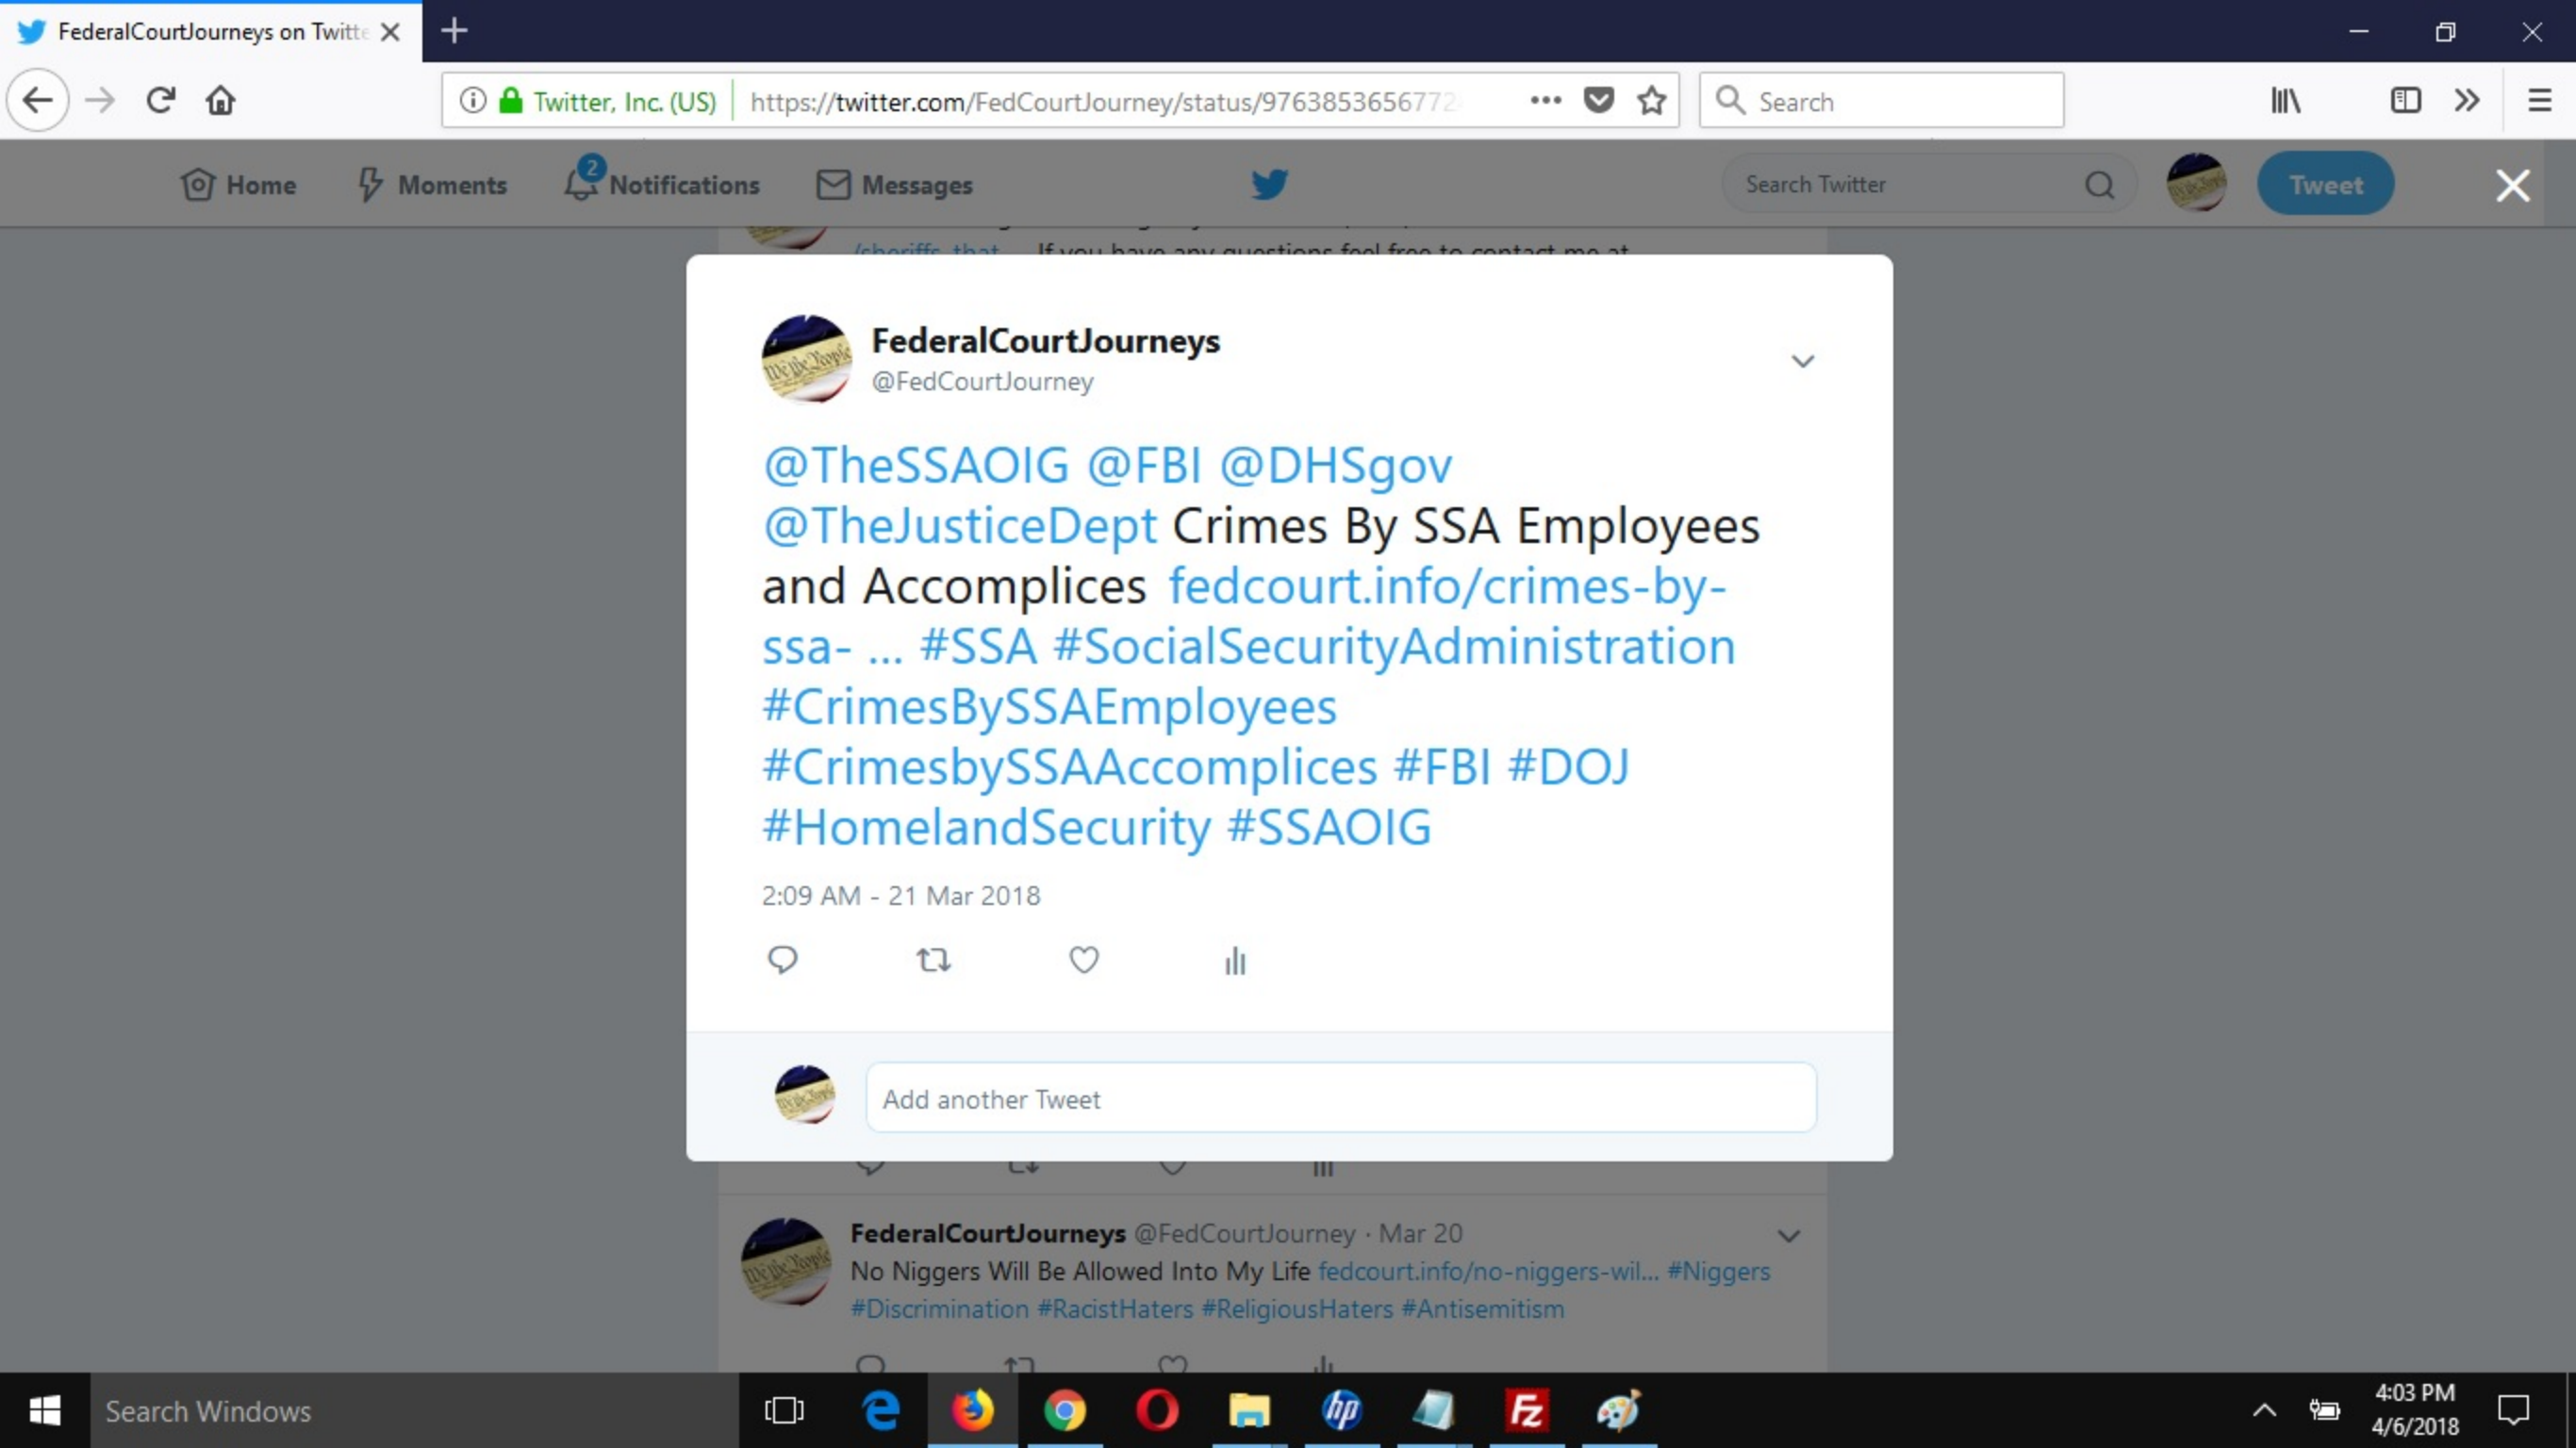 FederalCourtJourneys on Twitte
Twitter, Inc. (US) https://twitter.com/FedCourtJourney/status/97638536567724 Search
Home Moments 2 Notifications Messages Search Twitter Tweet
/sheriffs-that... If you have any questions feel free to contact me at
FederalCourtJourneys
@FedCourtJourney
@TheSSAOIG @FBI @DHSgov
@TheJusticeDept Crimes By SSA Employees
and Accomplices fedcourt.info/crimes-by-
ssa- ... #SSA #SocialSecurityAdministration
#CrimesBySSAEmployees
#CrimesbySSAAccomplices #FBI #DOJ
#HomelandSecurity #SSAOIG
2:09 AM - 21 Mar 2018
Add another Tweet
FederalCourtJourneys @FedCourtJourney · Mar 20
No Niggers Will Be Allowed Into My Life fedcourt.info/no-niggers-wil... #Niggers
#Discrimination #RacistHaters #ReligiousHaters #Antisemitism
Search Windows
4:03 PM
4/6/2018